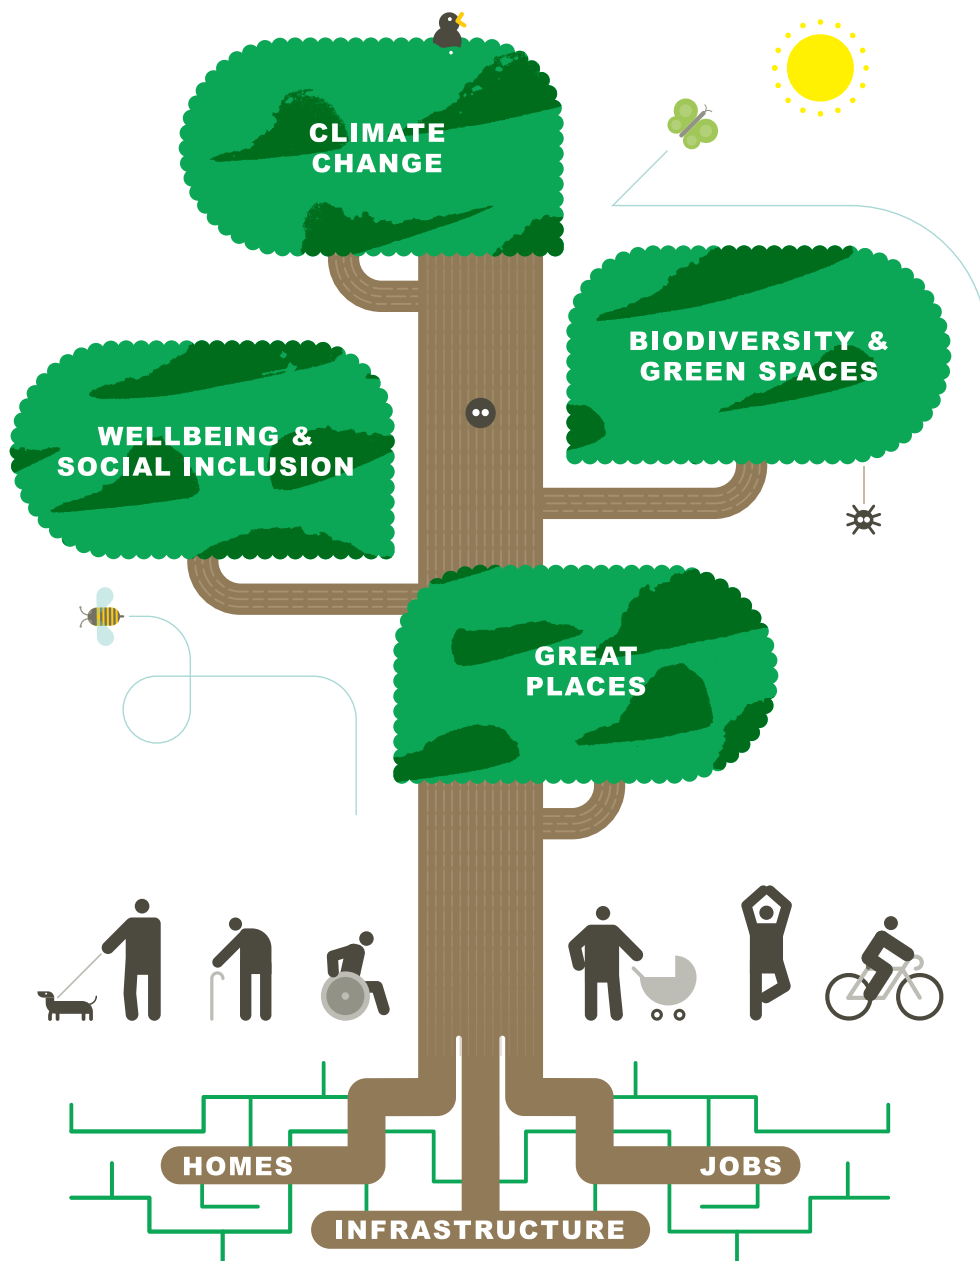 CLIMATE
CHANGE
BIODIVERSITY &
GREEN SPACES
WELLBEING &
SOCIAL INCLUSION
GREAT
PLACES
HOMES
JOBS
INFRASTRUCTURE